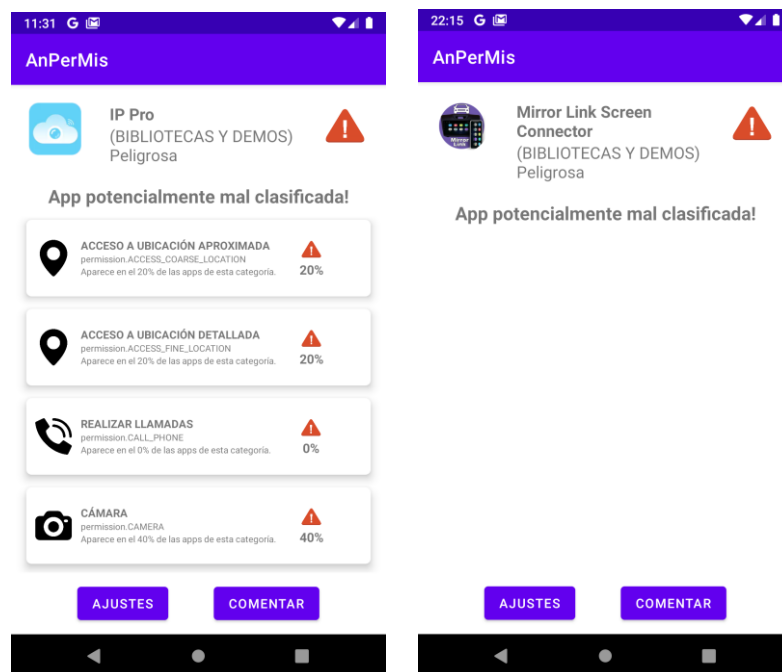 11:31 G
AnPerMis
IP Pro
(BIBLIOTECAS Y DEMOS)
Peligrosa
App potencialmente mal clasificada!
ACCESO A UBICACIÓN APROXIMADA
permission.ACCESS_COARSE_LOCATION
Aparece en el 20% de las apps de esta categoría.
20%
ACCESO A UBICACIÓN DETALLADA
permission.ACCESS_FINE_LOCATION
Aparece en el 20% de las apps de esta categoría.
20%
REALIZAR LLAMADAS
permission.CALL_PHONE
Aparece en el 0% de las apps de esta categoría.
0%
CÁMARA
permission.CAMERA
Aparece en el 40% de las apps de esta categoría.
40%
AJUSTES
COMENTAR
22:15 G
AnPerMis
Mirror Link
Mirror Link Screen
Connector
(BIBLIOTECAS Y DEMOS)
Peligrosa
App potencialmente mal clasificada!
AJUSTES
COMENTAR